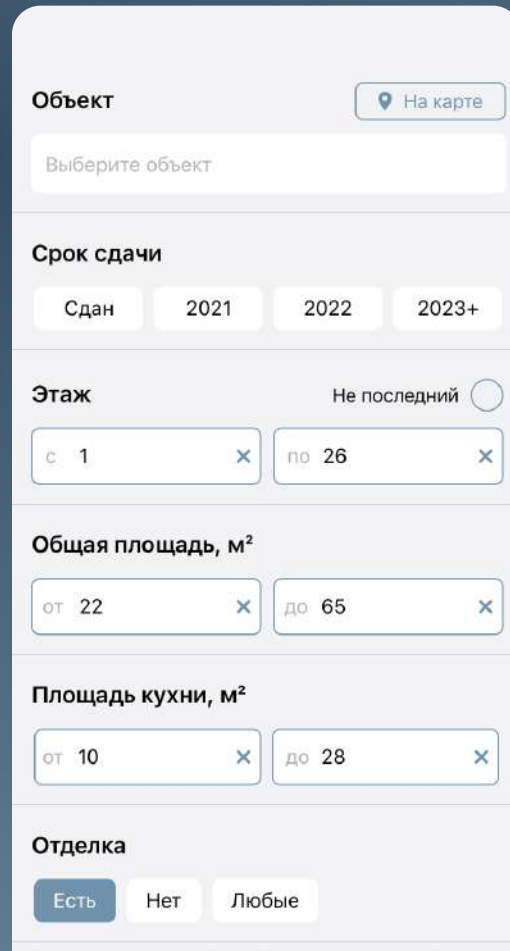 Объект На карте
Выберите объект
Срок сдачи
Сдан 2021 2022 2023+
Этаж Не последний
с 1 по 26
Общая площадь, м²
от 22 до 65
Площадь кухни, м²
от 10 до 28
Отделка
Есть Нет Любые